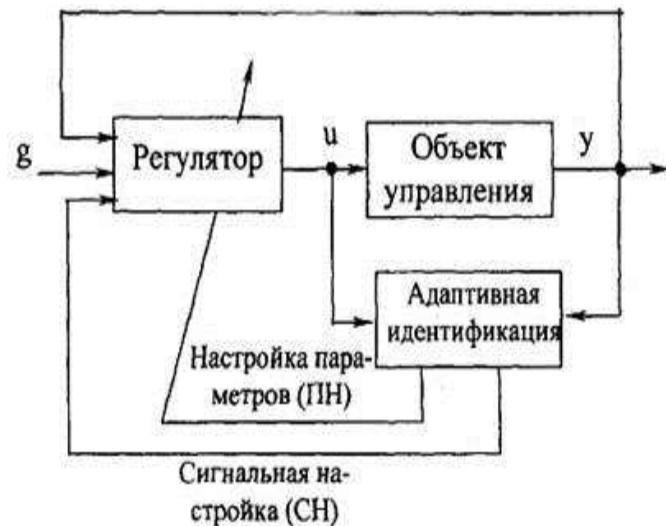 g
Регулятор
u
Объект
управления
y
Адаптивная
идентификация
Настройка пара-
метров (ПН)
Сигнальная на-
стройка (СН)